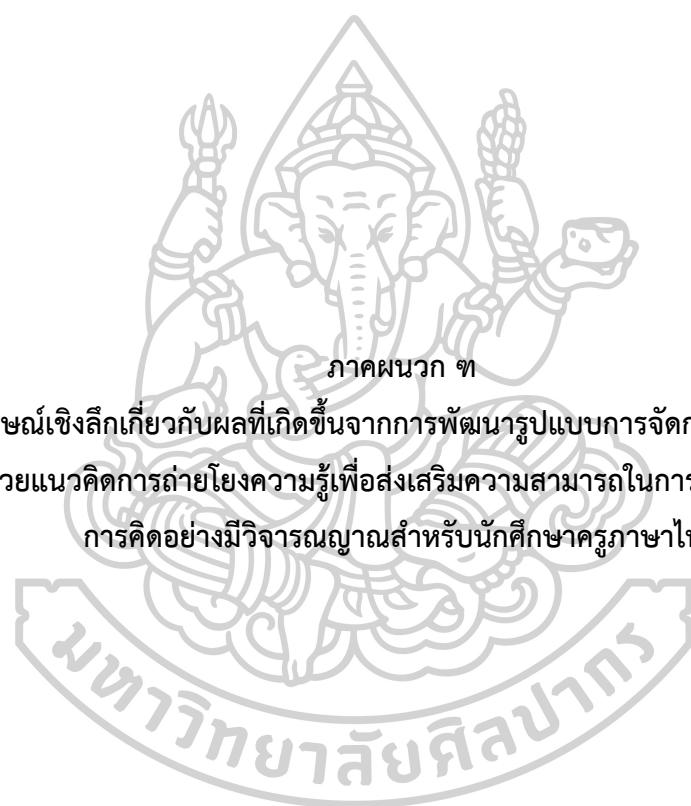 ภาคผนวก ฑ
ษณ์เชิงลึกเกี่ยวกับผลที่เกิดขึ้นจากการพัฒนารูปแบบการจัดก
วยแนวคิดการถ่ายโยงความรู้เพื่อส่งเสริมความสามารถในการ
การคิดอย่างมีวิจารณญาณสำหรับนักศึกษาครูภาษาไท
มหาวิทยาลัยศิลปากร